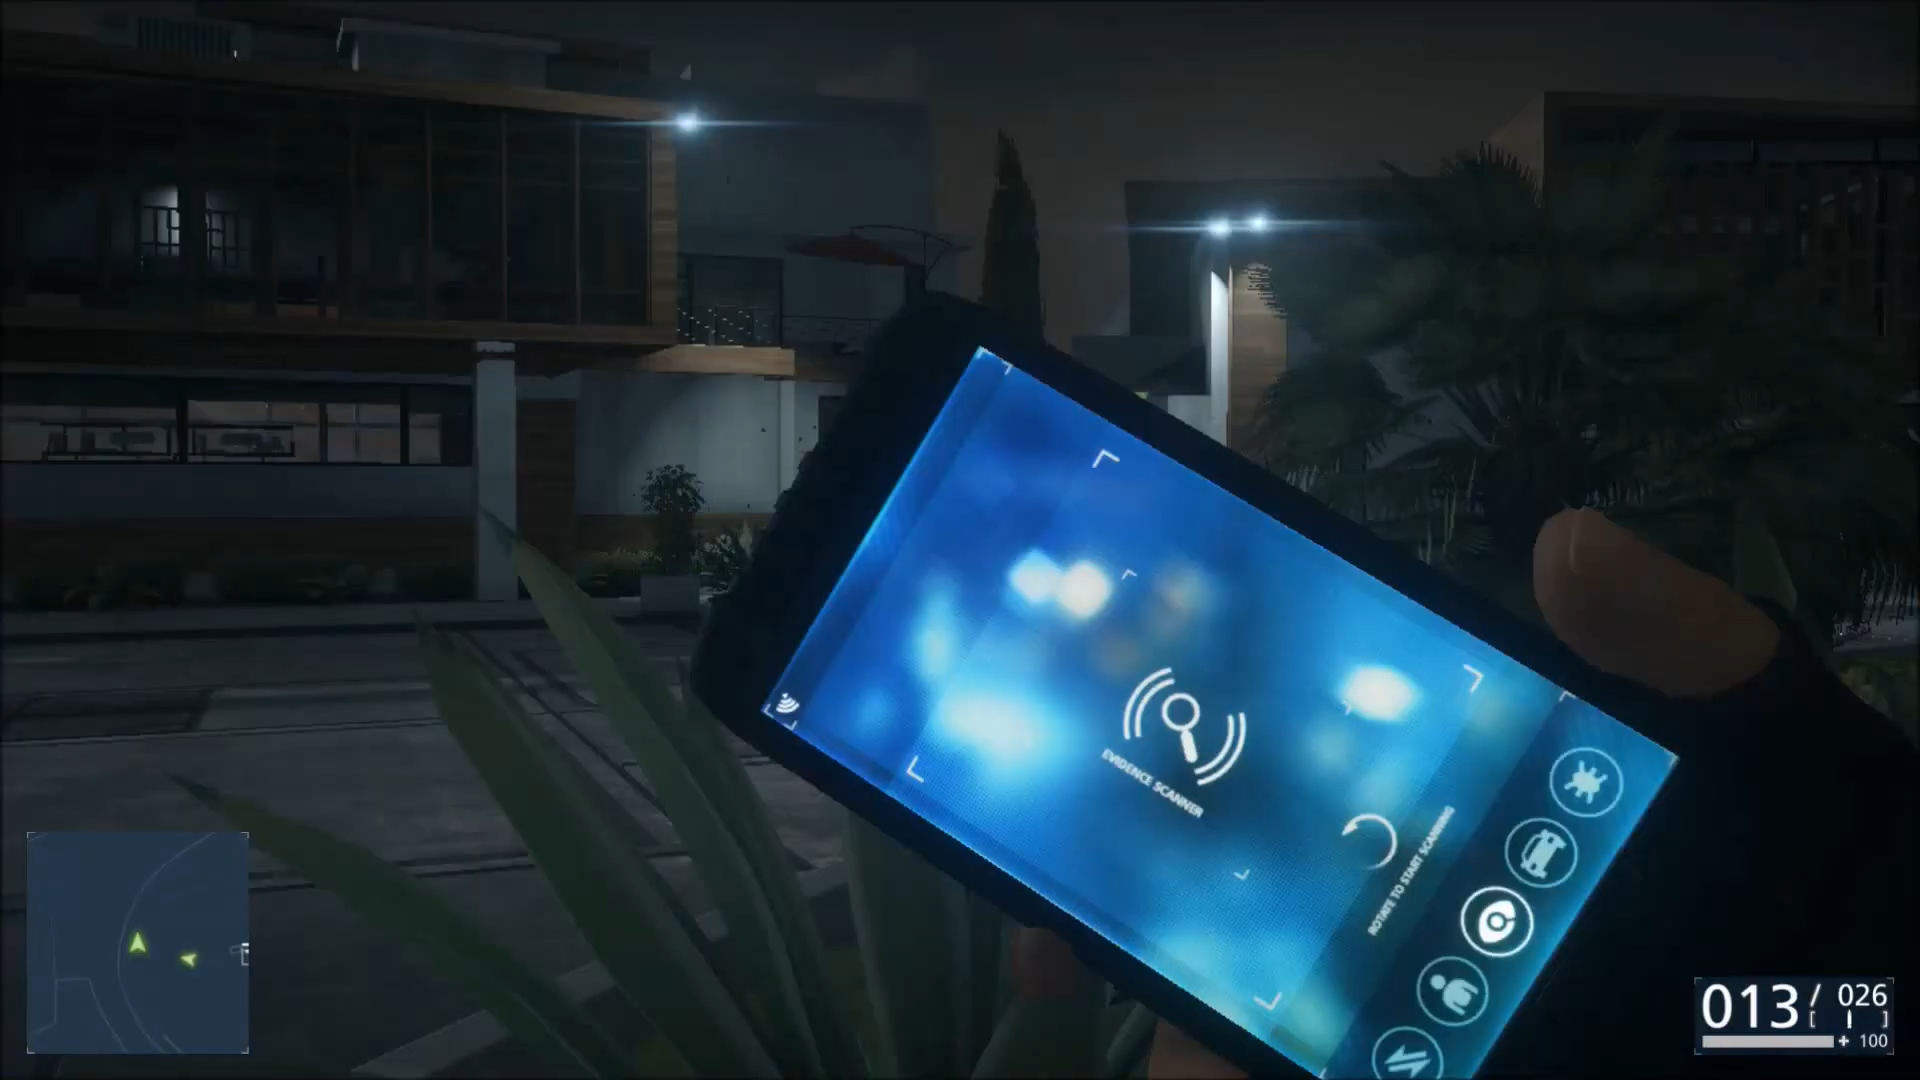 EVIDENCE SCANNER
ROTATE TO START SCANNING
013 / 026
+ 100